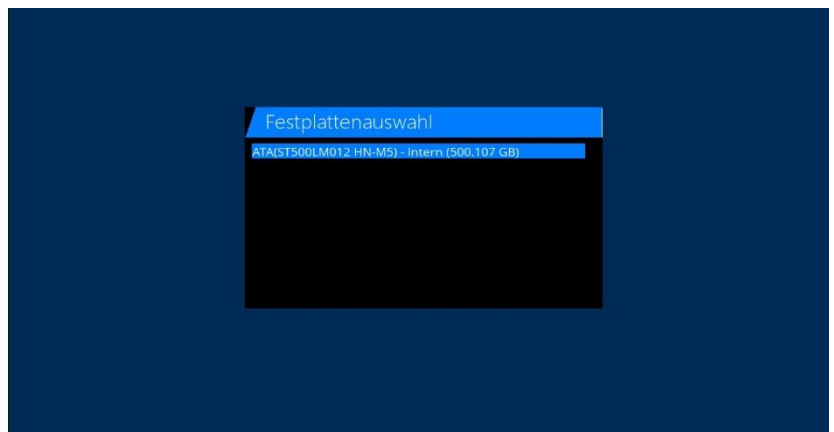 Festplattenauswahl
ATA(ST500LM012 HN-M5) - Intern (500.107 GB)